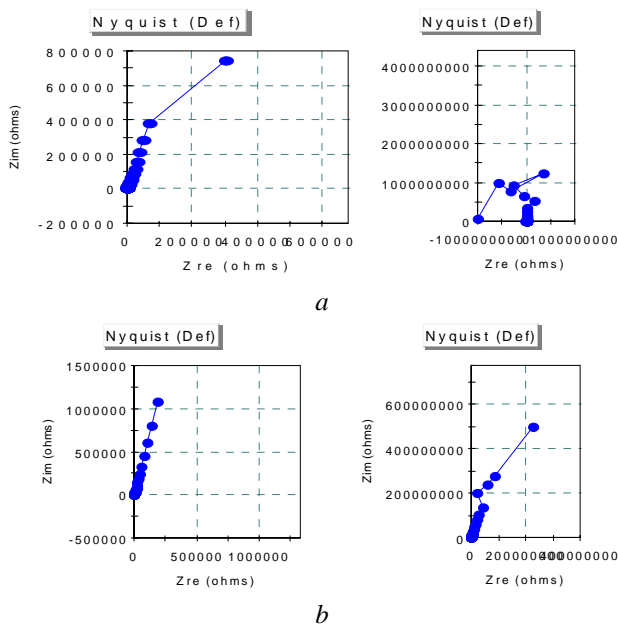 Nyquist (Def)
800000
600000
400000
200000
0
-200000
Zim (ohms)
0 200000 400000 600000
Zre (ohms)
Nyquist (Def)
4000000000
3000000000
2000000000
1000000000
0
Zim (ohms)
-1000000000 0 1000000000
Zre (ohms)
a
Nyquist (Def)
1500000
1000000
500000
0
-500000
Zim (ohms)
0 500000 1000000
Zre (ohms)
Nyquist (Def)
600000000
400000000
200000000
0
Zim (ohms)
0 200000000 400000000
Zre (ohms)
b